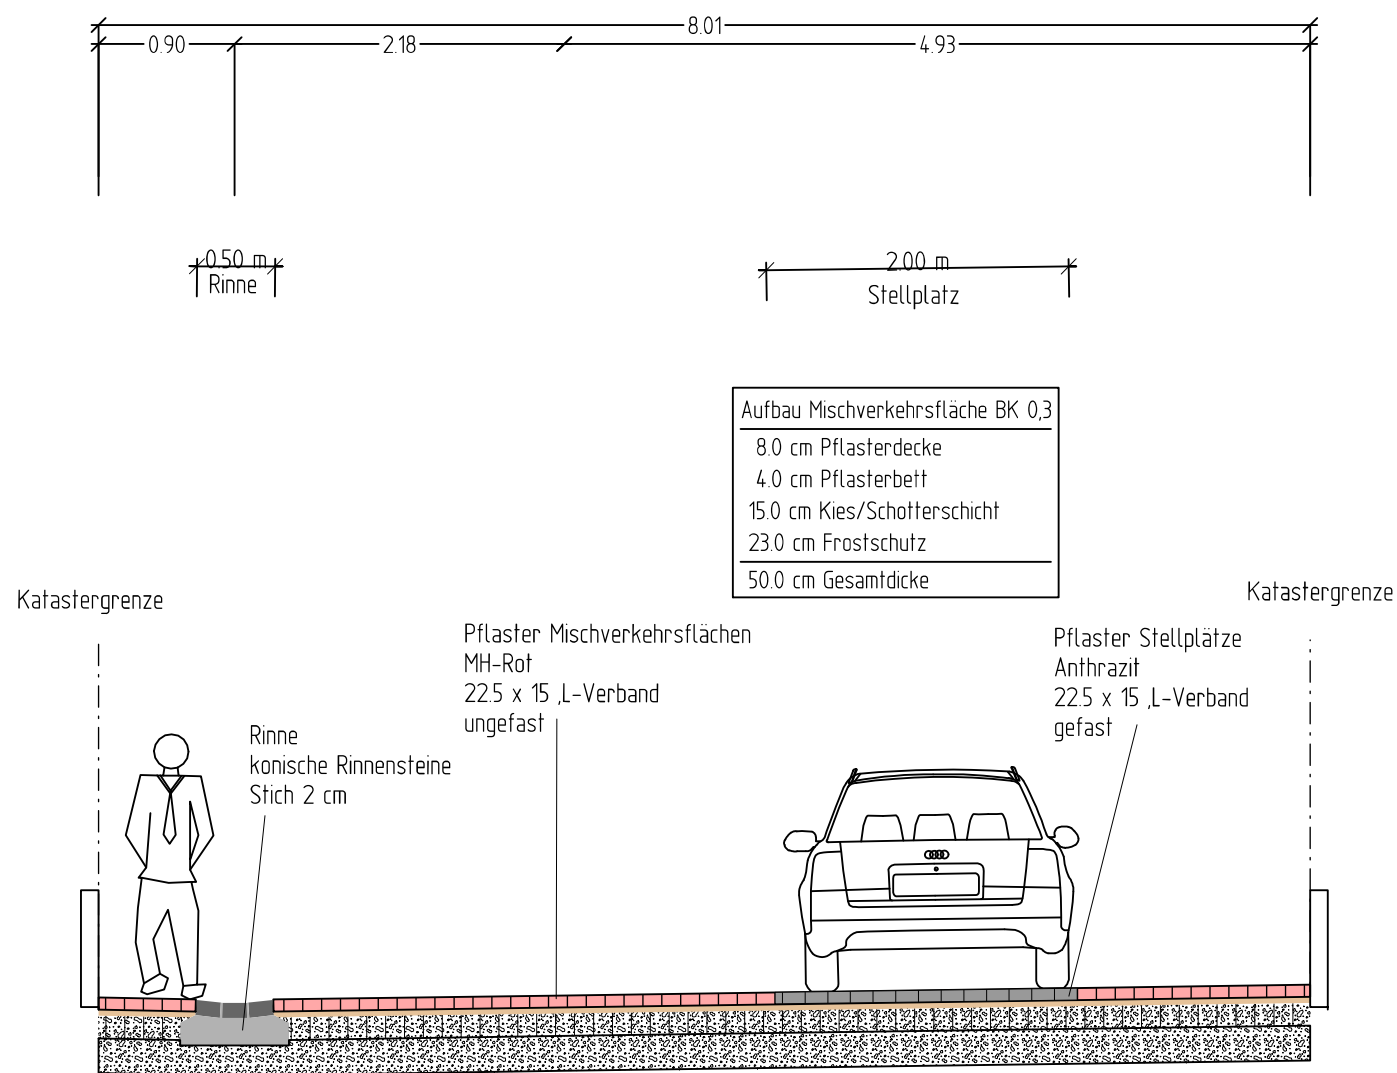 8.01
0.90
2.18
4.93
0.50 m
Rinne
2.00 m
Stellplatz
Aufbau Mischverkehrsfläche BK 0,3
8.0 cm Pflasterdecke
4.0 cm Pflasterbett
15.0 cm Kies/Schotterschicht
23.0 cm Frostschutz
50.0 cm Gesamtdicke
Katastergrenze
Katastergrenze
Pflaster Mischverkehrsflächen
MH-Rot
22.5 x 15 ,L-Verband
ungefast
Pflaster Stellplätze
Anthrazit
22.5 x 15 ,L-Verband
gefast
Rinne
konische Rinnensteine
Stich 2 cm